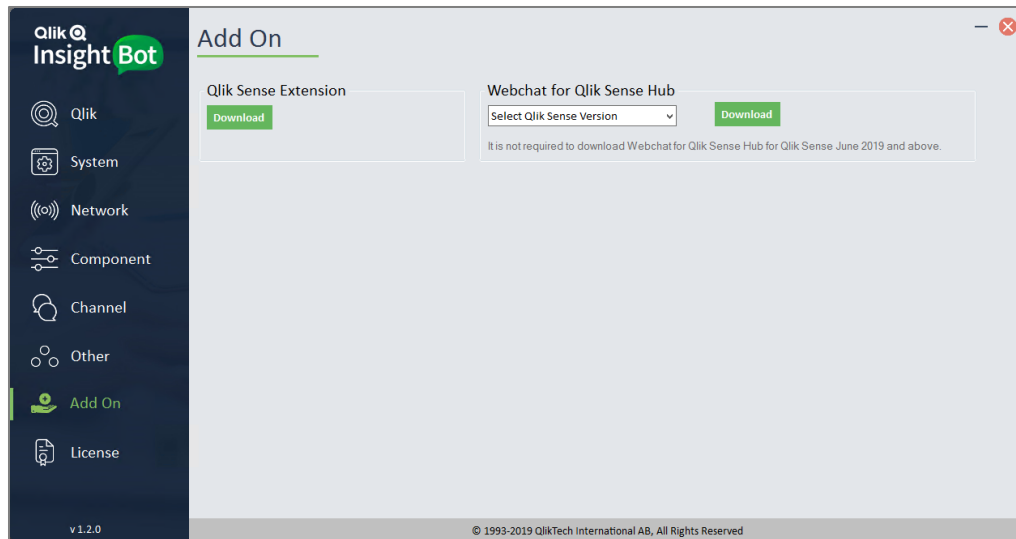 Qlik
Insight Bot
Qlik
System
Network
Component
Channel
Other
Add On
License
v 1.2.0
Add On
Qlik Sense Extension
Download
Webchat for Qlik Sense Hub
Select Qlik Sense Version
Download
It is not required to download Webchat for Qlik Sense Hub for Qlik Sense June 2019 and above.
© 1993-2019 QlikTech International AB, All Rights Reserved